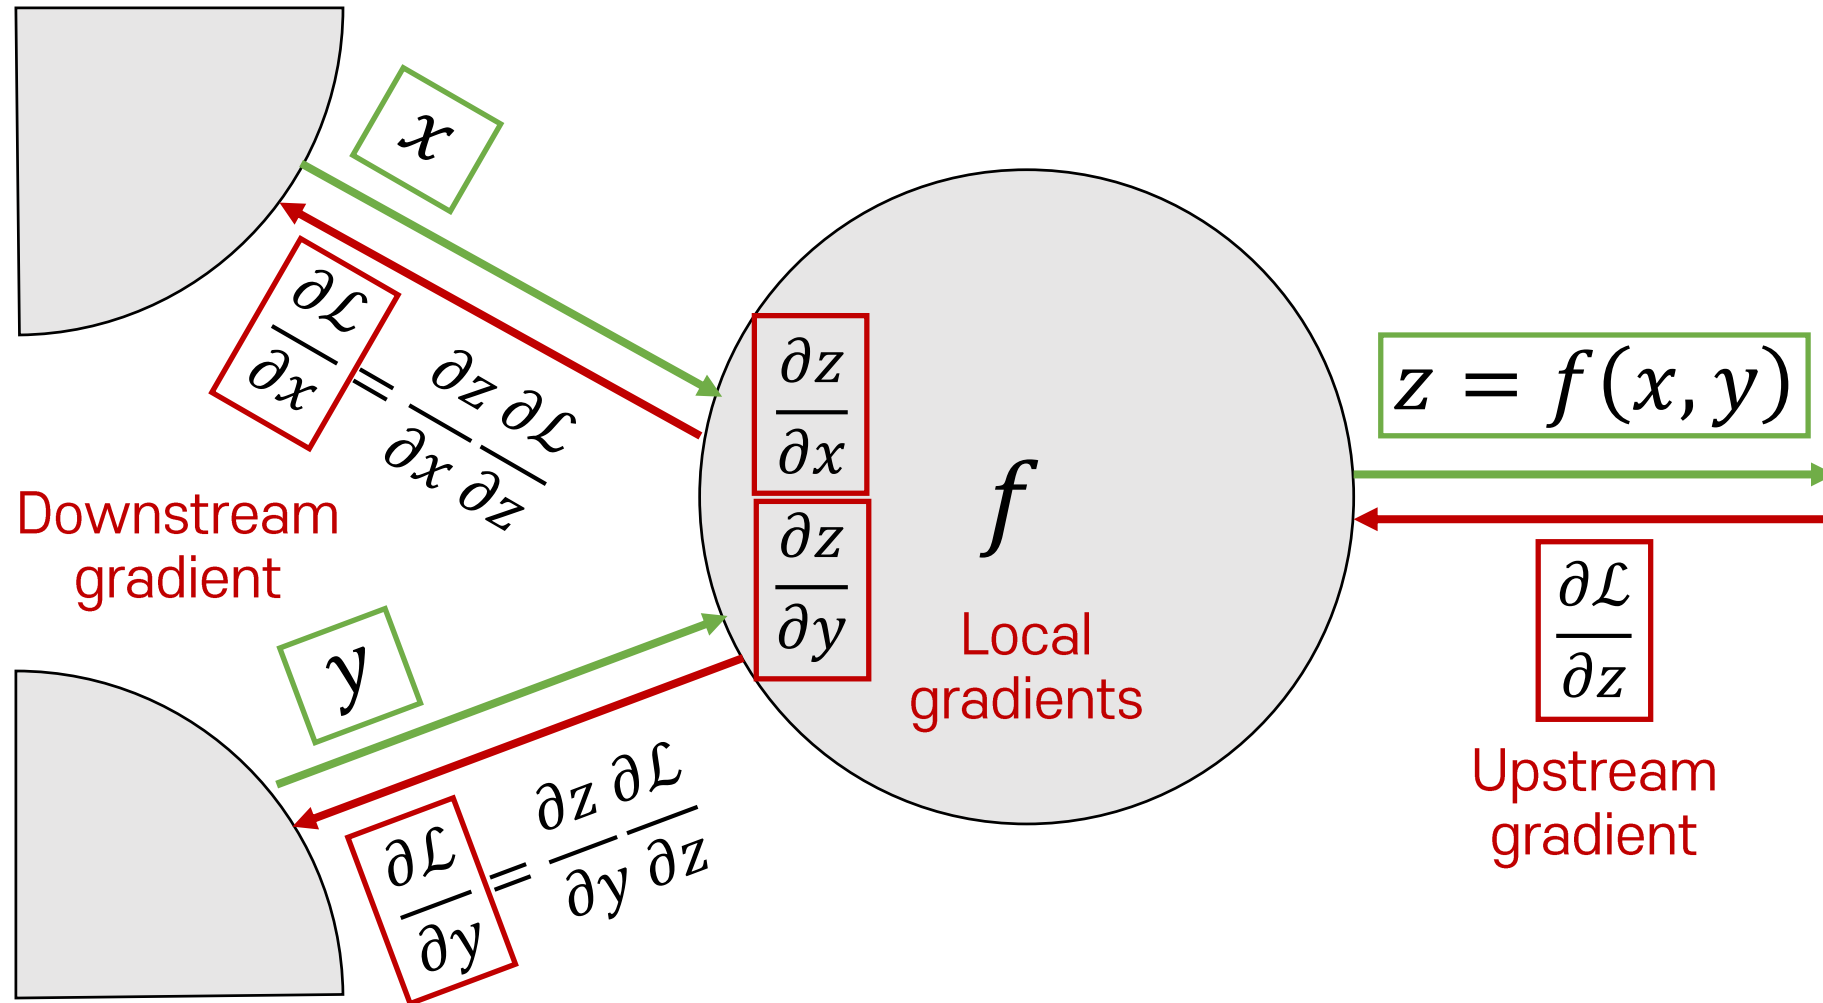 x
∂ℒ/∂x = ∂z/∂x ∂ℒ/∂z
Downstream
gradient
y
∂ℒ/∂y = ∂z/∂y ∂ℒ/∂z
∂z/∂x
∂z/∂y
f
Local
gradients
z = f(x, y)
∂ℒ/∂z
Upstream
gradient